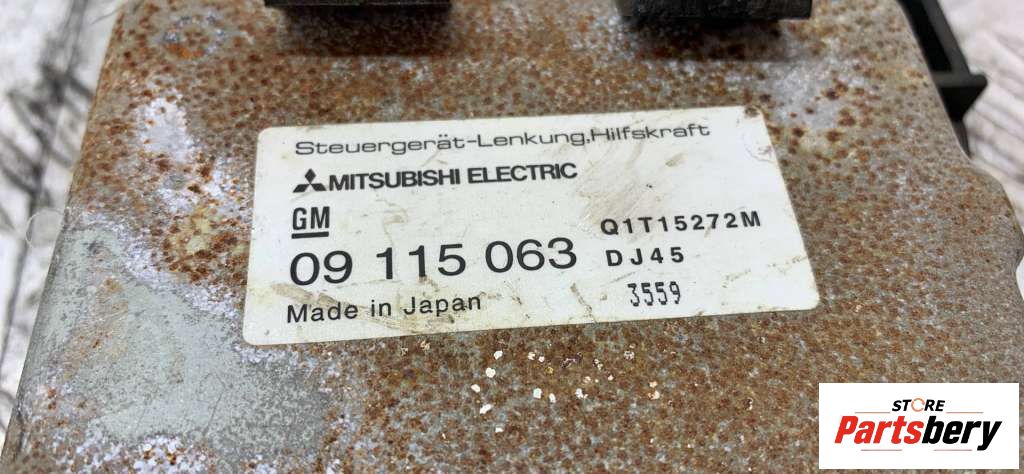 Steuergerät-Lenkung,Hilfskraft
MITSUBISHI ELECTRIC
GM
Q1T15272M
09 115 063 DJ45
Made in Japan 3559
STORE
Partsbery